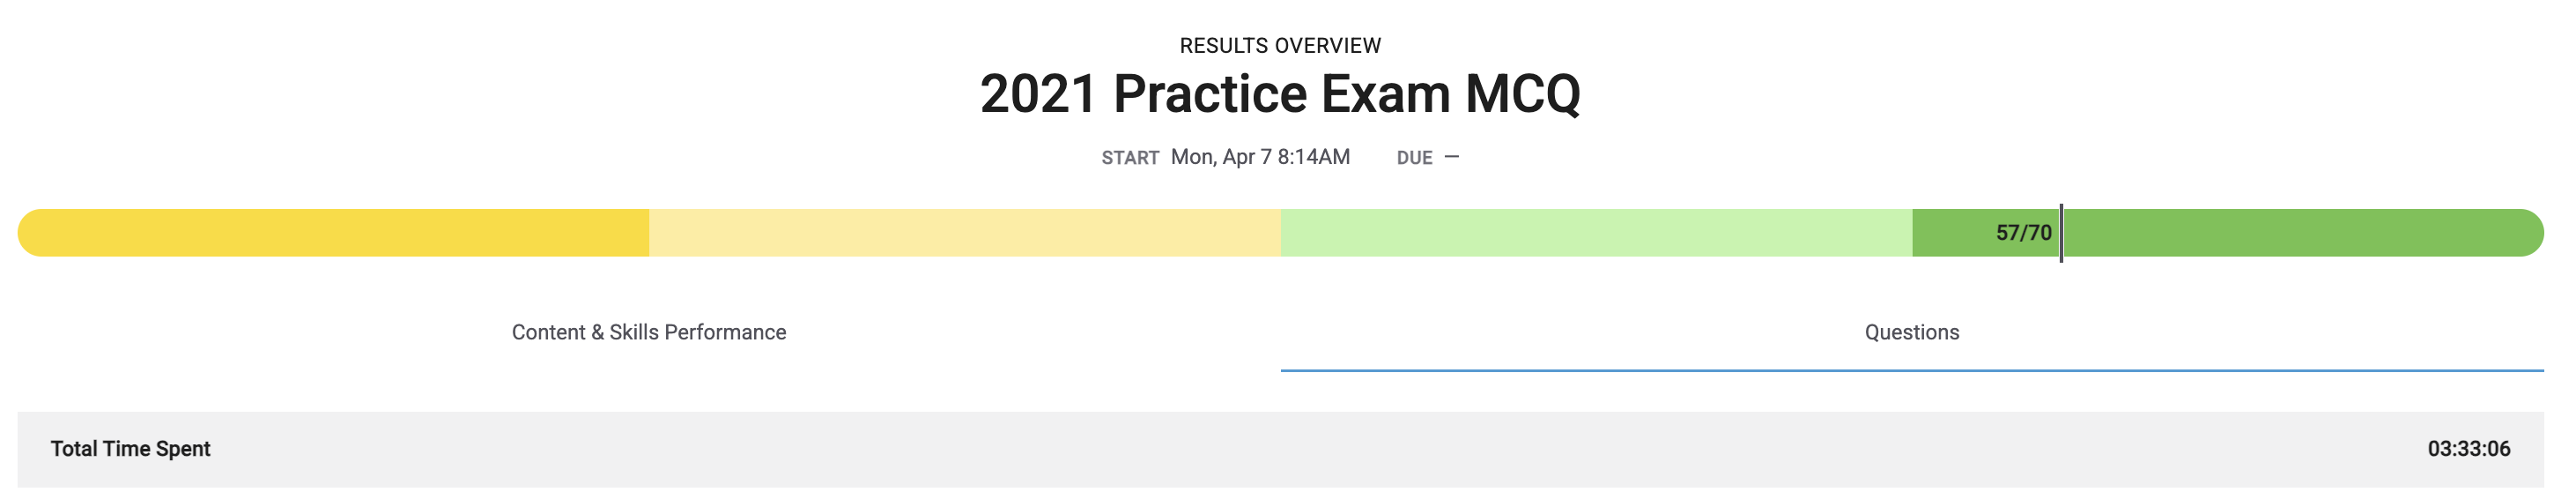 RESULTS OVERVIEW
2021 Practice Exam MCQ
START Mon, Apr 7 8:14AM DUE —
57/70
Content & Skills Performance Questions
Total Time Spent 03:33:06